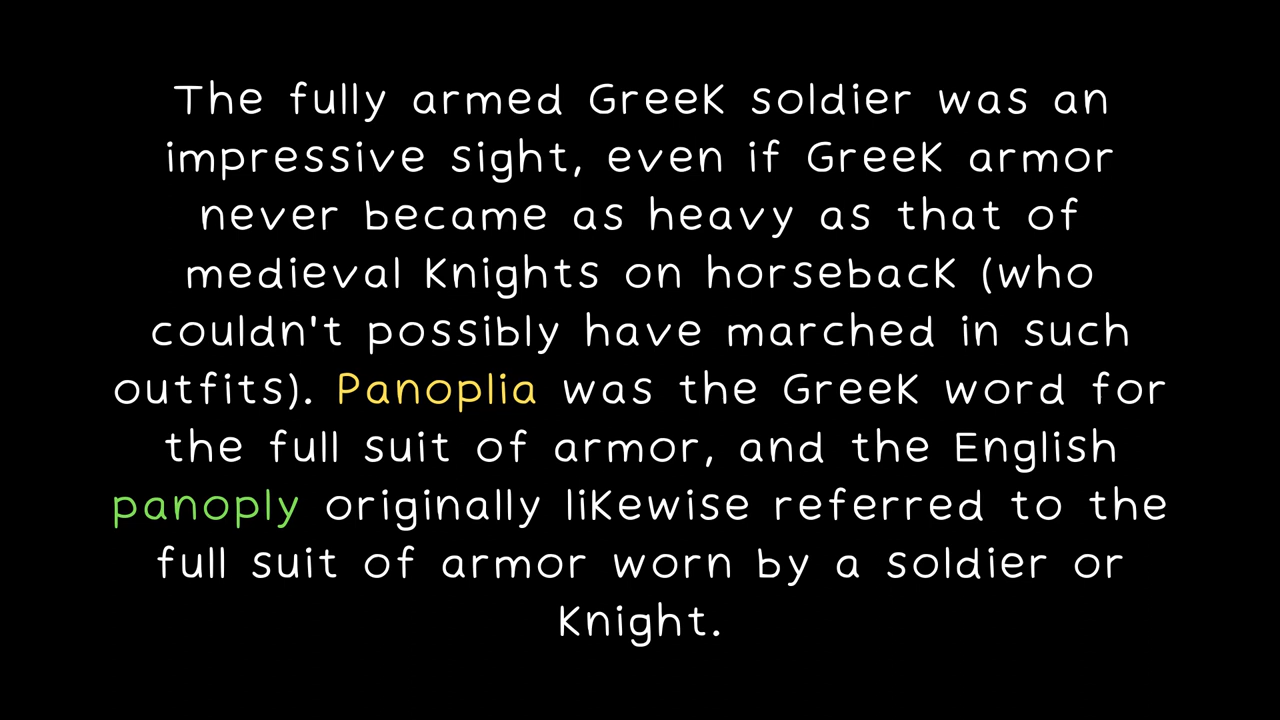 The fully armed Greek soldier was an
impressive sight, even if Greek armor
never became as heavy as that of
medieval knights on horseback (who
couldn't possibly have marched in such
outfits). Panoplia was the Greek word for
the full suit of armor, and the English
panoply originally likewise referred to the
full suit of armor worn by a soldier or
knight.